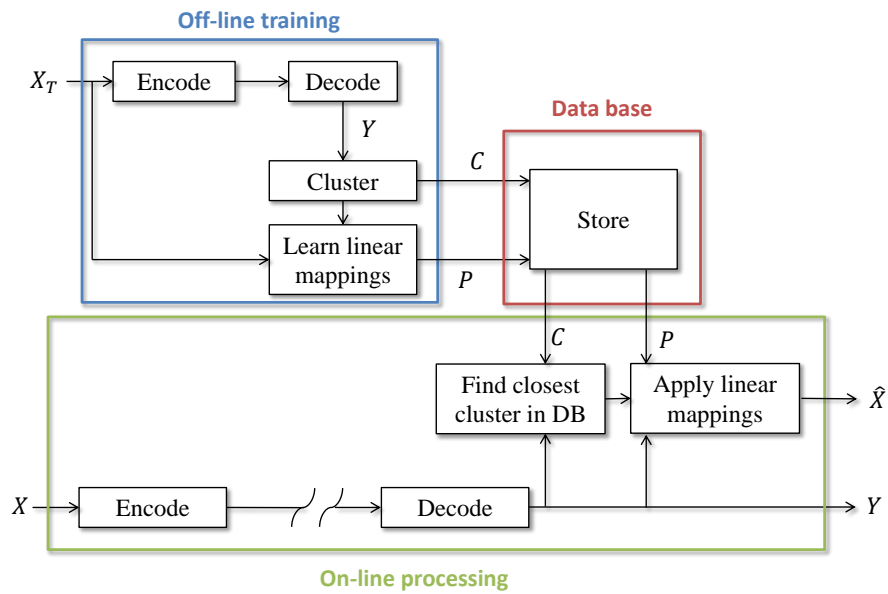 Off-line training
X_T
Encode
Decode
Y
Data base
Cluster
C
Store
Learn linear
mappings
P
C
P
Find closest
cluster in DB
Apply linear
mappings
X̂
X
Encode
Decode
Y
On-line processing